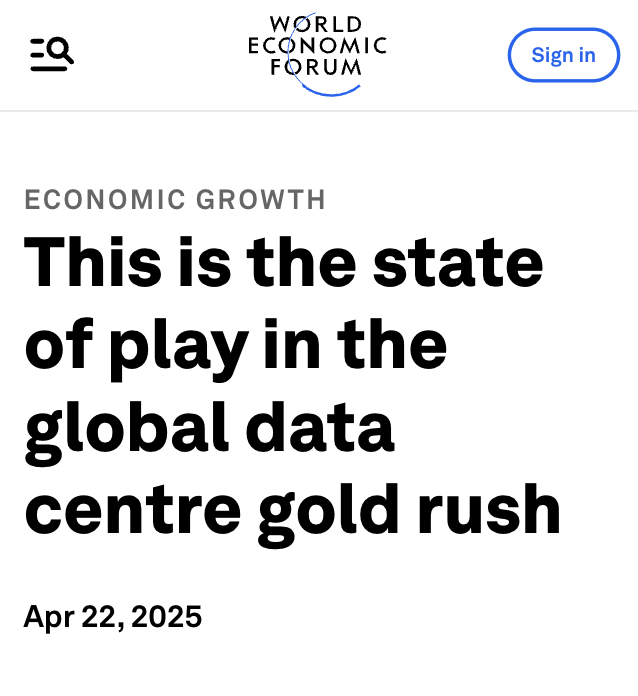 WORLD
ECONOMIC
FORUM
Sign in
ECONOMIC GROWTH
This is the state
of play in the
global data
centre gold rush
Apr 22, 2025